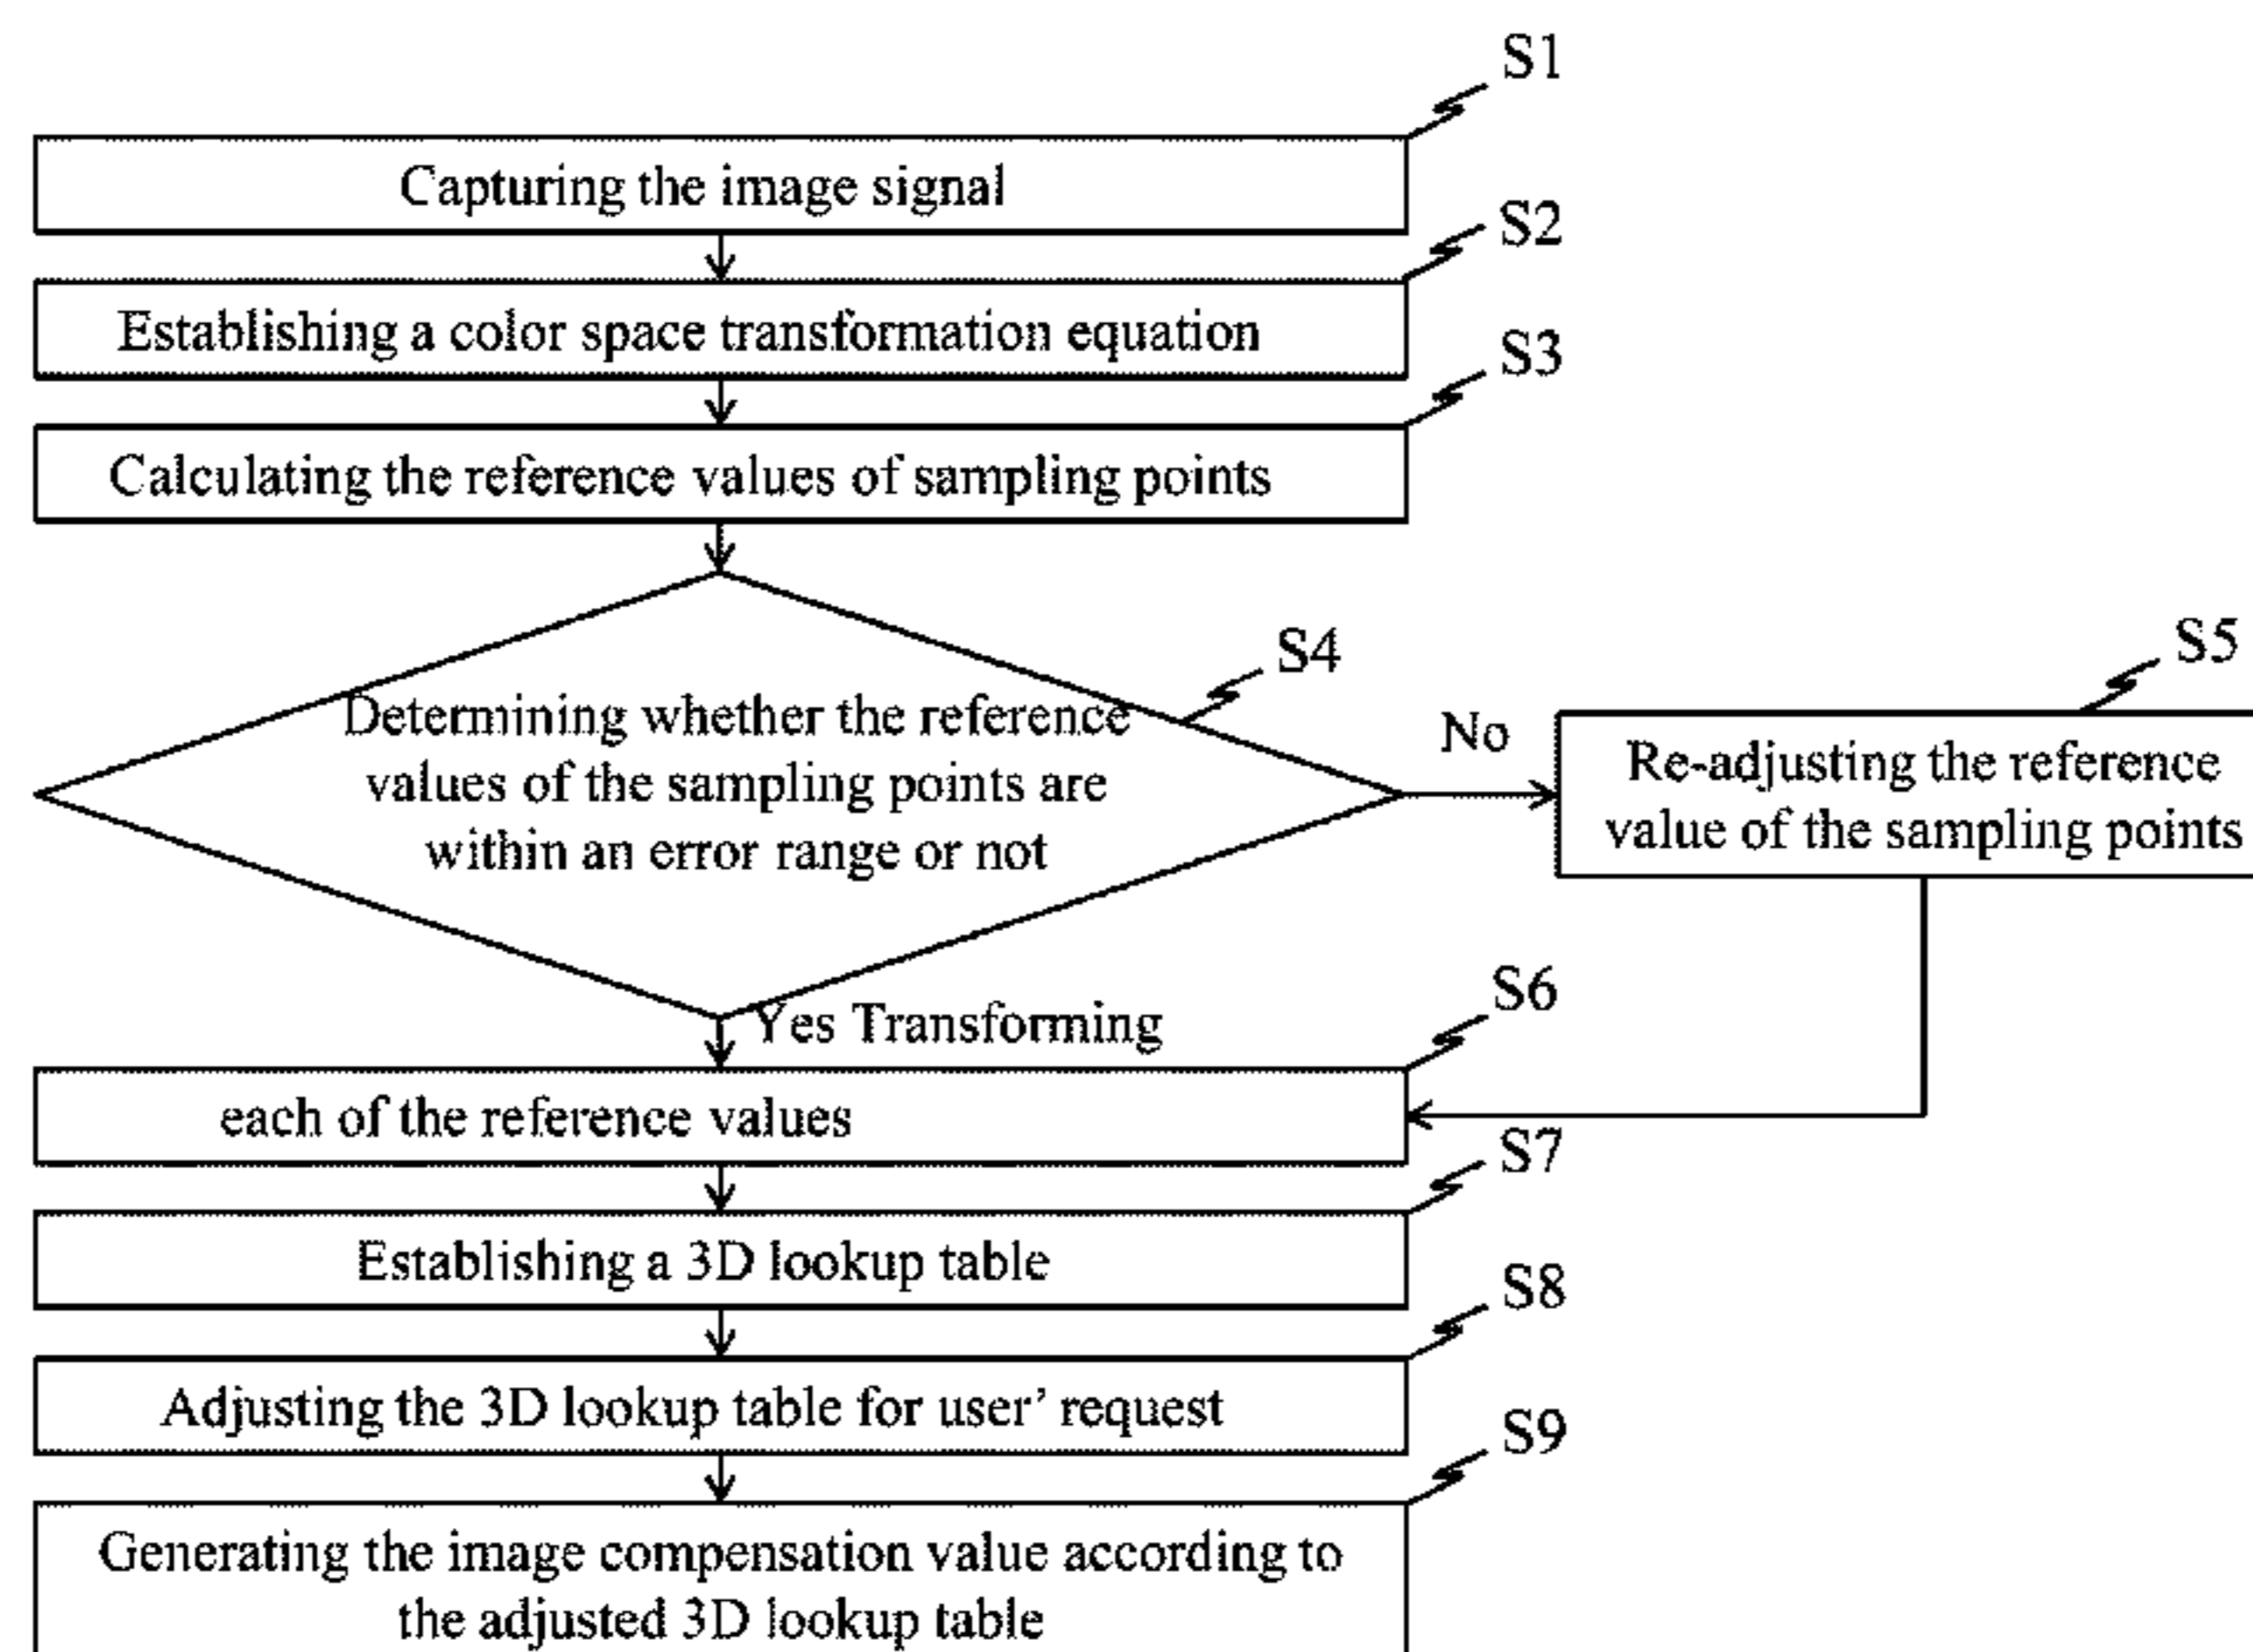 S1
Capturing the image signal
S2
Establishing a color space transformation equation
S3
Calculating the reference values of sampling points
S4
Determining whether the reference
values of the sampling points are
within an error range or not
No
S5
Re-adjusting the reference
value of the sampling points
Yes Transforming
S6
each of the reference values
S7
Establishing a 3D lookup table
S8
Adjusting the 3D lookup table for user’ request
S9
Generating the image compensation value according to
the adjusted 3D lookup table